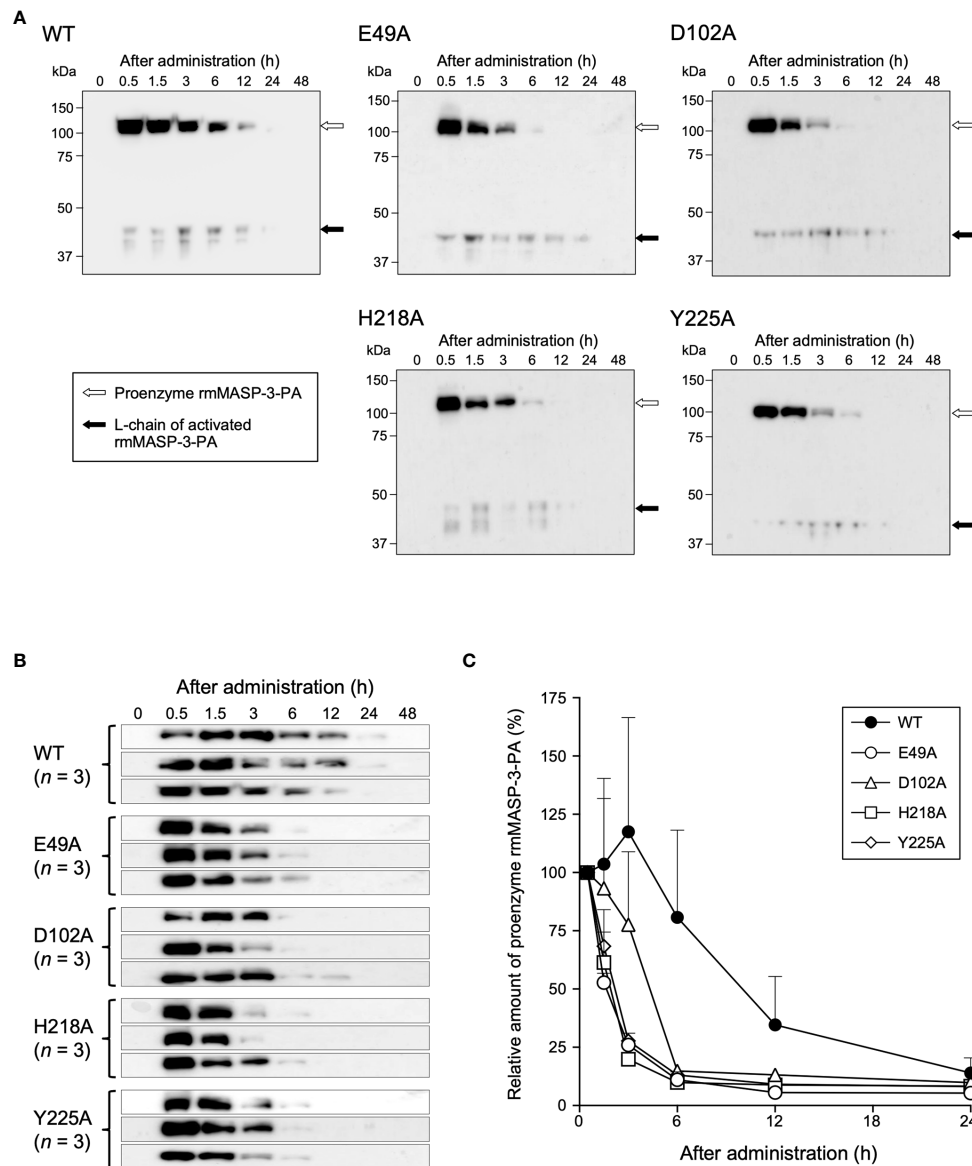 A
WT
After administration (h)
kDa
0 0.5 1.5 3 6 12 24 48
150
100
75
50
37
E49A
After administration (h)
kDa
0 0.5 1.5 3 6 12 24 48
150
100
75
50
37
D102A
After administration (h)
kDa
0 0.5 1.5 3 6 12 24 48
150
100
75
50
37
Proenzyme rmMASP-3-PA
L-chain of activated
rmMASP-3-PA
H218A
After administration (h)
kDa
0 0.5 1.5 3 6 12 24 48
150
100
75
50
37
Y225A
After administration (h)
kDa
0 0.5 1.5 3 6 12 24 48
150
100
75
50
37
B
After administration (h)
0 0.5 1.5 3 6 12 24 48
WT
(n = 3)
E49A
(n = 3)
D102A
(n = 3)
H218A
(n = 3)
Y225A
(n = 3)
C
Relative amount of proenzyme rmMASP-3-PA (%)
175
150
125
100
75
50
25
0
0 6 12 18 24
After administration (h)
WT
E49A
D102A
H218A
Y225A